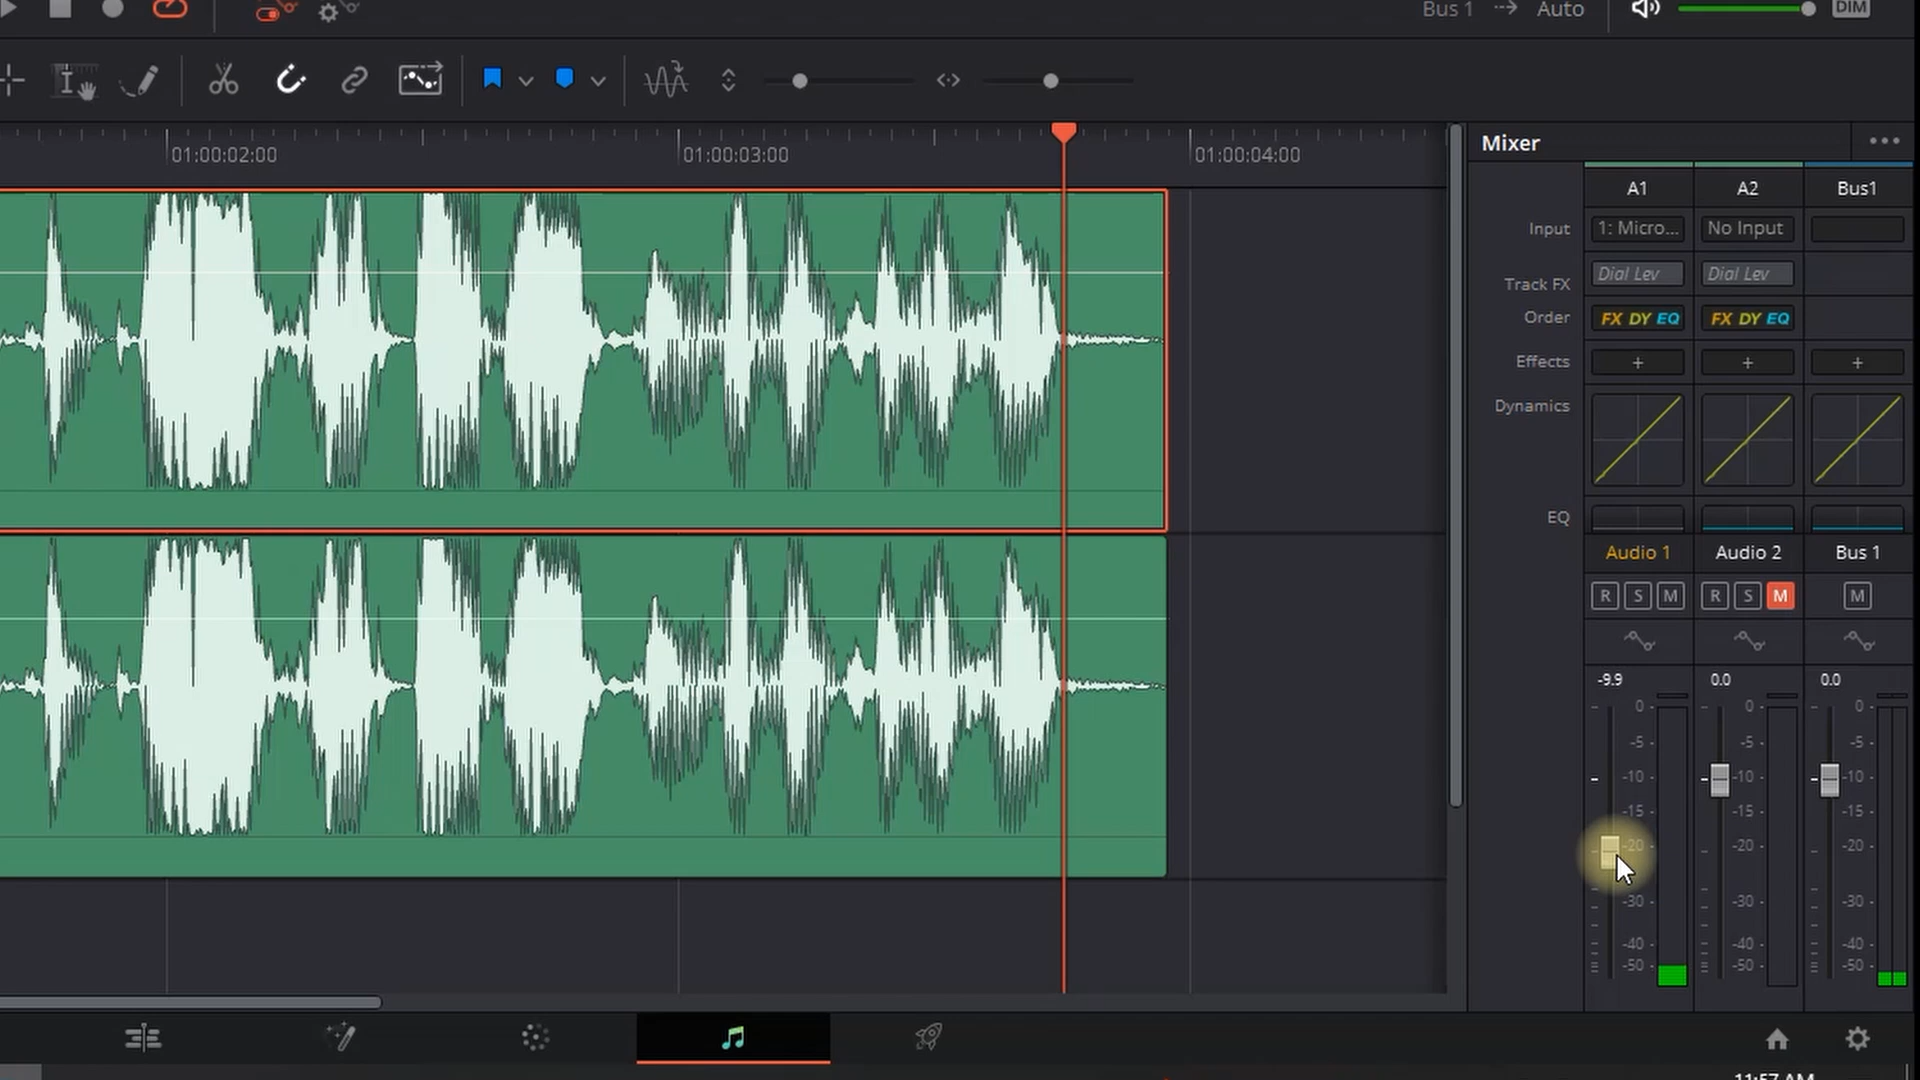 Bus 1 Auto DIM
01:00:02:00 01:00:03:00 01:00:04:00
Mixer
A1 A2 Bus1
Input 1: Micro... No Input
Track FX Dial Lev Dial Lev
Order FX DY EQ FX DY EQ
Effects + + +
Dynamics
EQ
Audio 1 Audio 2 Bus 1
R S M R S M M
-9.9 0.0 0.0
0 0 0
-5 -5 -5
-10 -10 -10
-15 -15 -15
-20 -20 -20
-30 -30 -30
-40 -40 -40
-50 -50 -50
11:57 AM